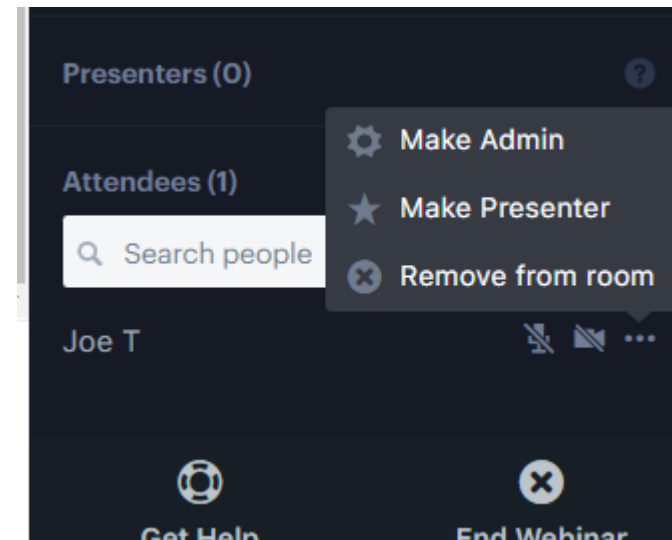 Presenters (0)
Make Admin
Attendees (1)
Make Presenter
Search people
Remove from room
Joe T
Get Help
End Webinar